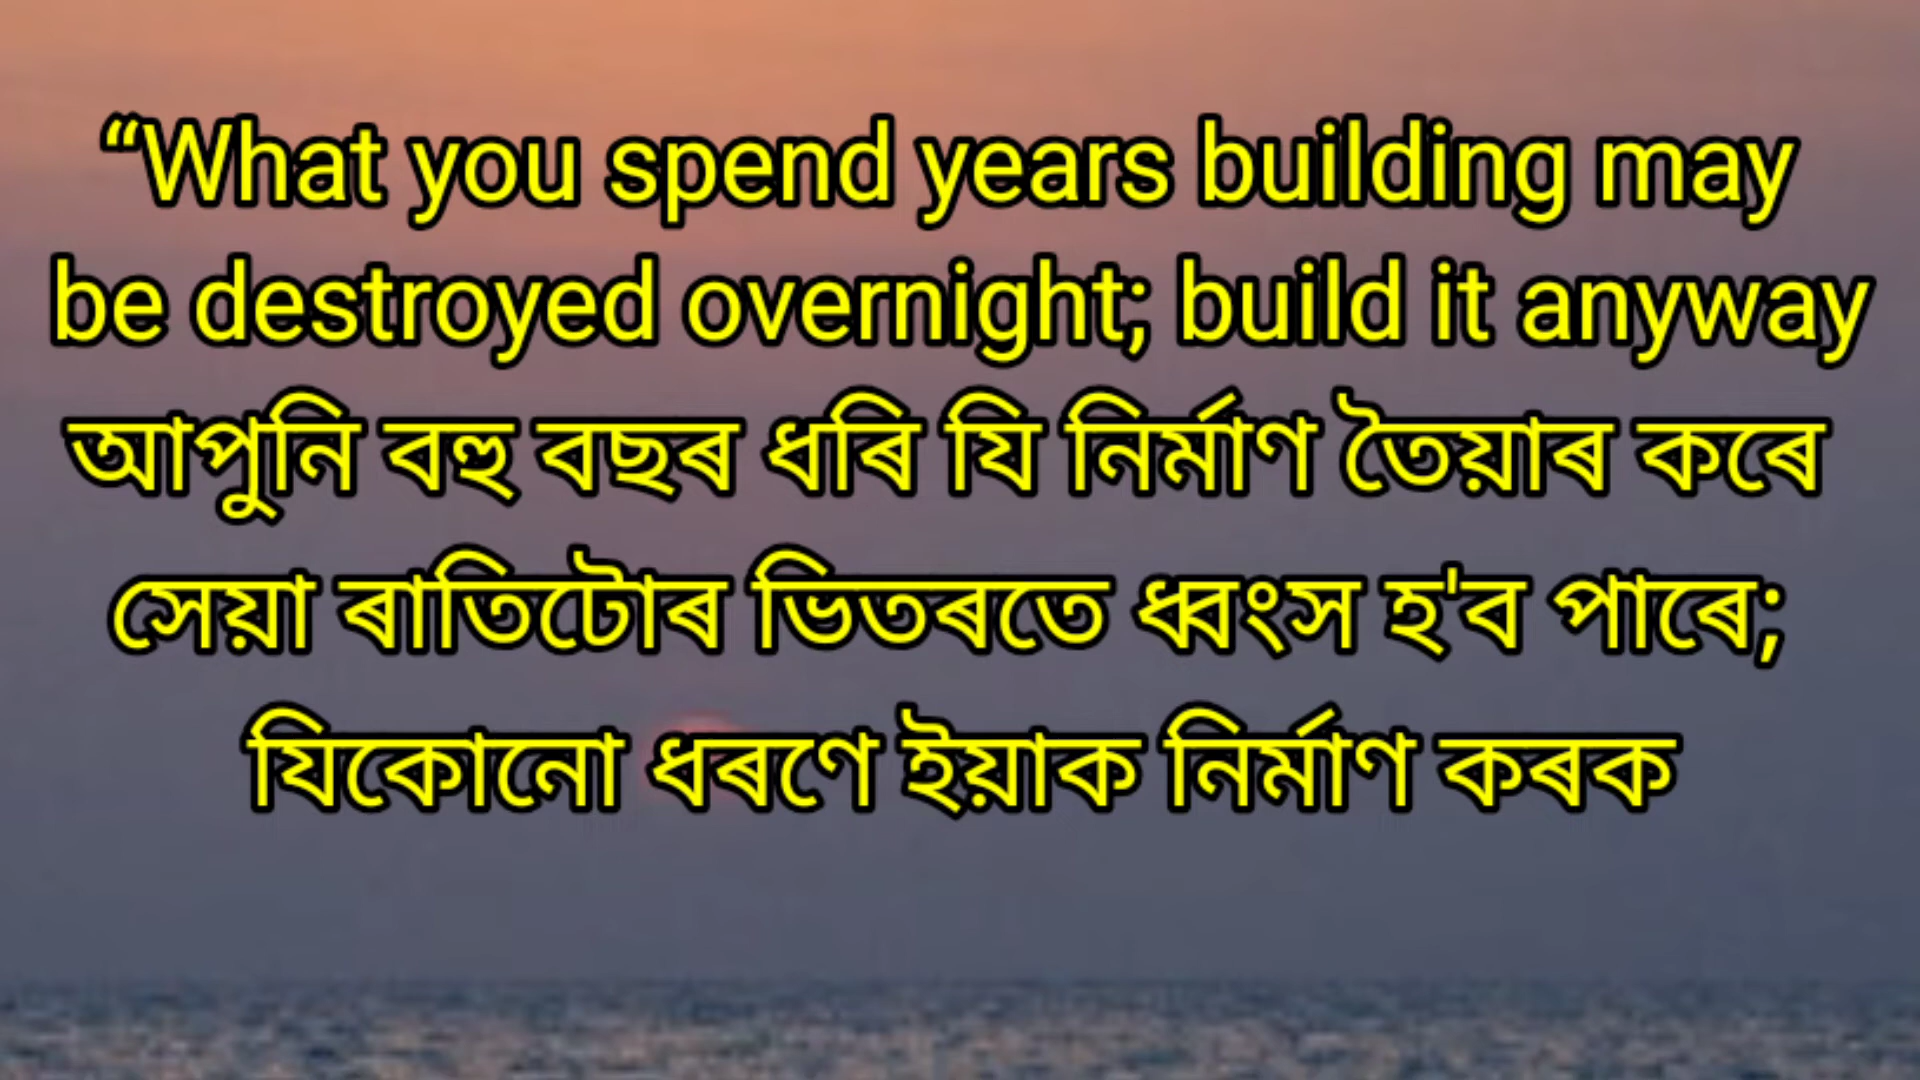 “What you spend years building may
be destroyed overnight; build it anyway
আপুনি বহু বছৰ ধৰি যি নিৰ্মাণ তৈয়াৰ কৰে
সেয়া ৰাতিটোৰ ভিতৰতে ধ্বংস হ'ব পাৰে;
যিকোনো ধৰণে ইয়াক নিৰ্মাণ কৰক